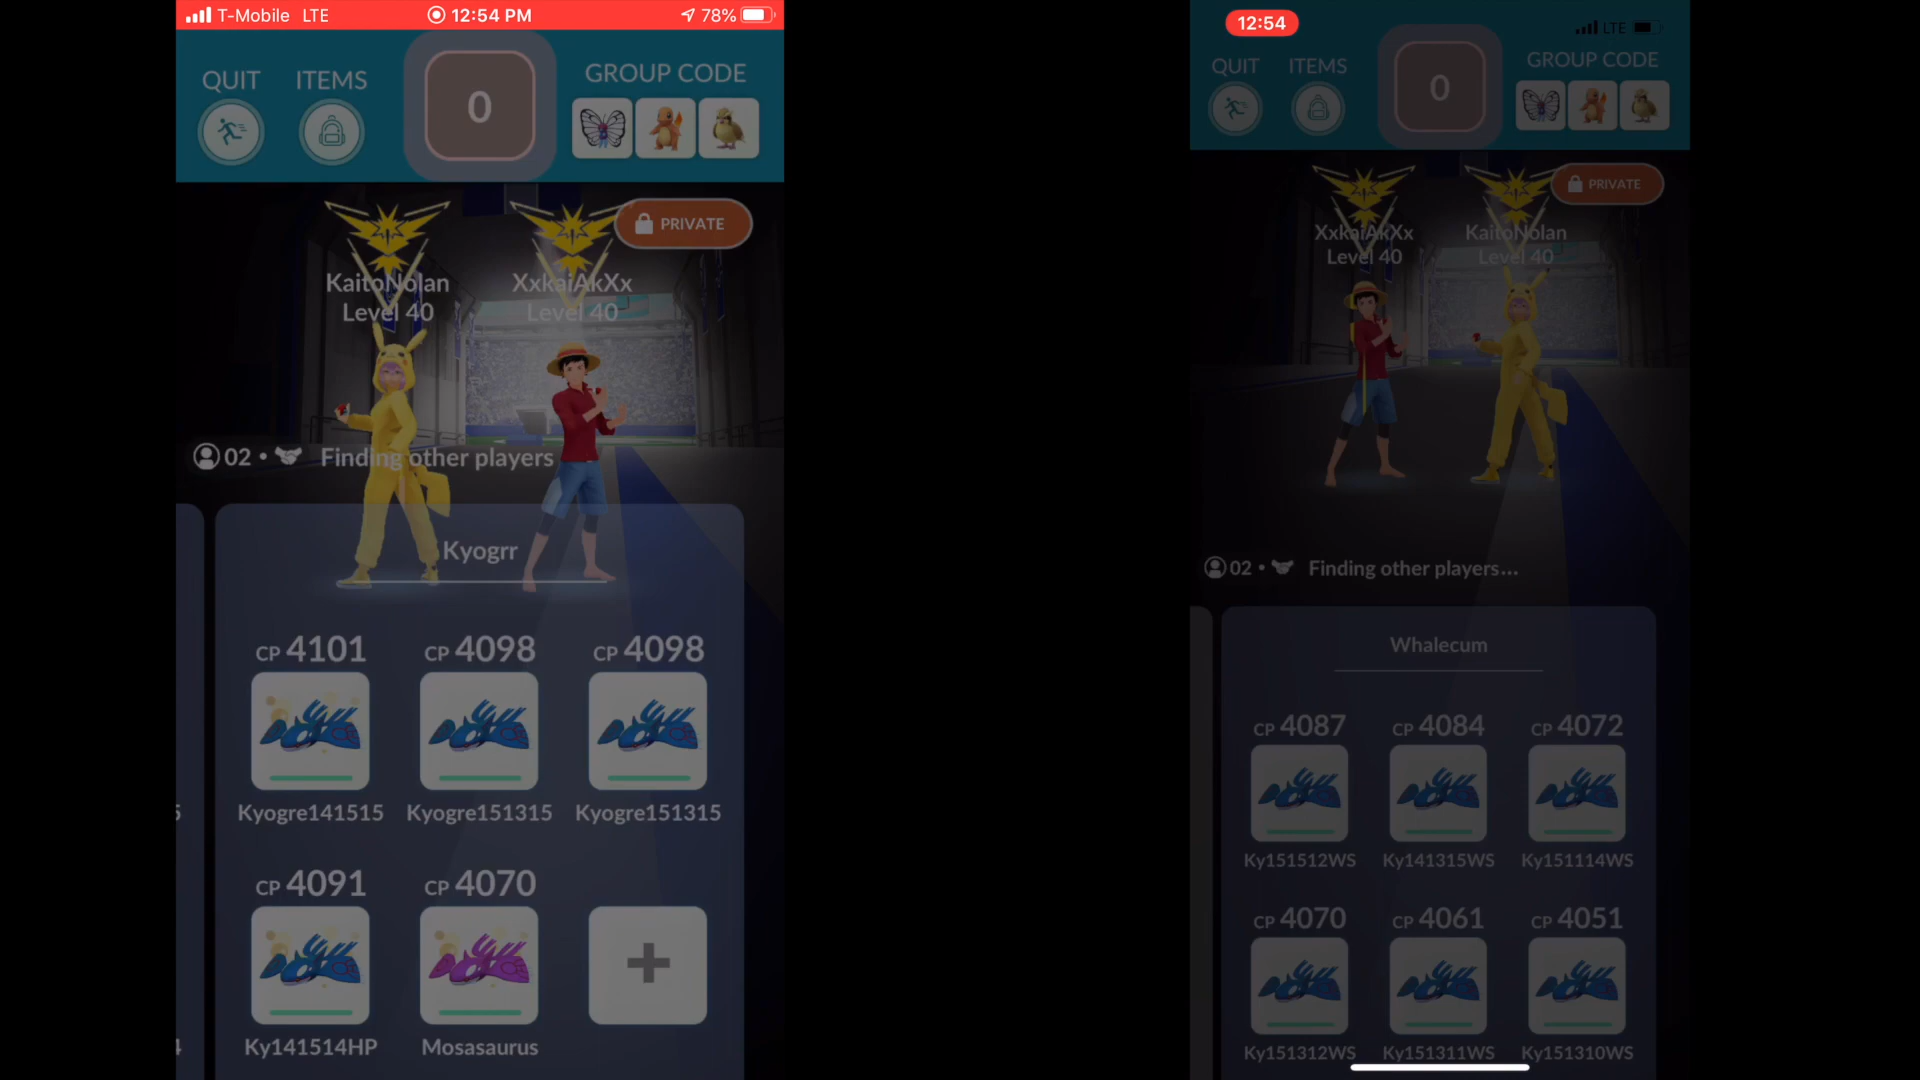 T-Mobile LTE 12:54 PM 78%
QUIT ITEMS 0 GROUP CODE
PRIVATE
KaitoNolan XxkaiAkXx
Level 40 Level 40
02 • Finding other players
Kyogrr
CP 4101 CP 4098 CP 4098
5 Kyogre141515 Kyogre151315 Kyogre151315
CP 4091 CP 4070
+
4 Ky141514HP Mosasaurus
12:54 LTE
QUIT ITEMS 0 GROUP CODE
PRIVATE
XxkaiAkXx KaitoNolan
Level 40 Level 40
02 • Finding other players...
Whalecum
CP 4087 CP 4084 CP 4072
Ky151512WS Ky141315WS Ky151114WS
CP 4070 CP 4061 CP 4051
Ky151312WS Ky151311WS Ky151310WS